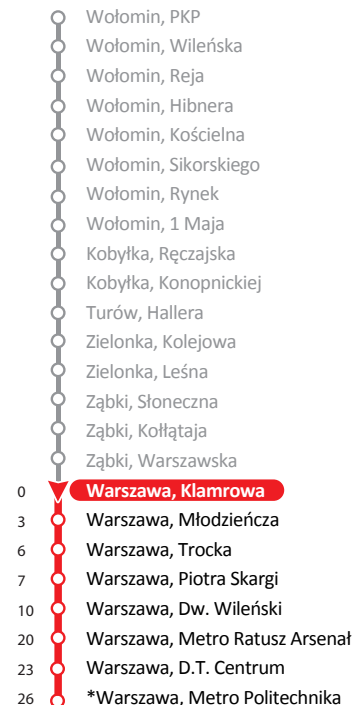 Wołomin, PKP
Wołomin, Wileńska
Wołomin, Reja
Wołomin, Hibnera
Wołomin, Kościelna
Wołomin, Sikorskiego
Wołomin, Rynek
Wołomin, 1 Maja
Kobyłka, Ręczajska
Kobyłka, Konopnickiej
Turów, Hallera
Zielonka, Kolejowa
Zielonka, Leśna
Ząbki, Słoneczna
Ząbki, Kołłątaja
Ząbki, Warszawska
0 Warszawa, Klamrowa
3 Warszawa, Młodzieńcza
6 Warszawa, Trocka
7 Warszawa, Piotra Skargi
10 Warszawa, Dw. Wileński
20 Warszawa, Metro Ratusz Arsenał
23 Warszawa, D.T. Centrum
26 *Warszawa, Metro Politechnika